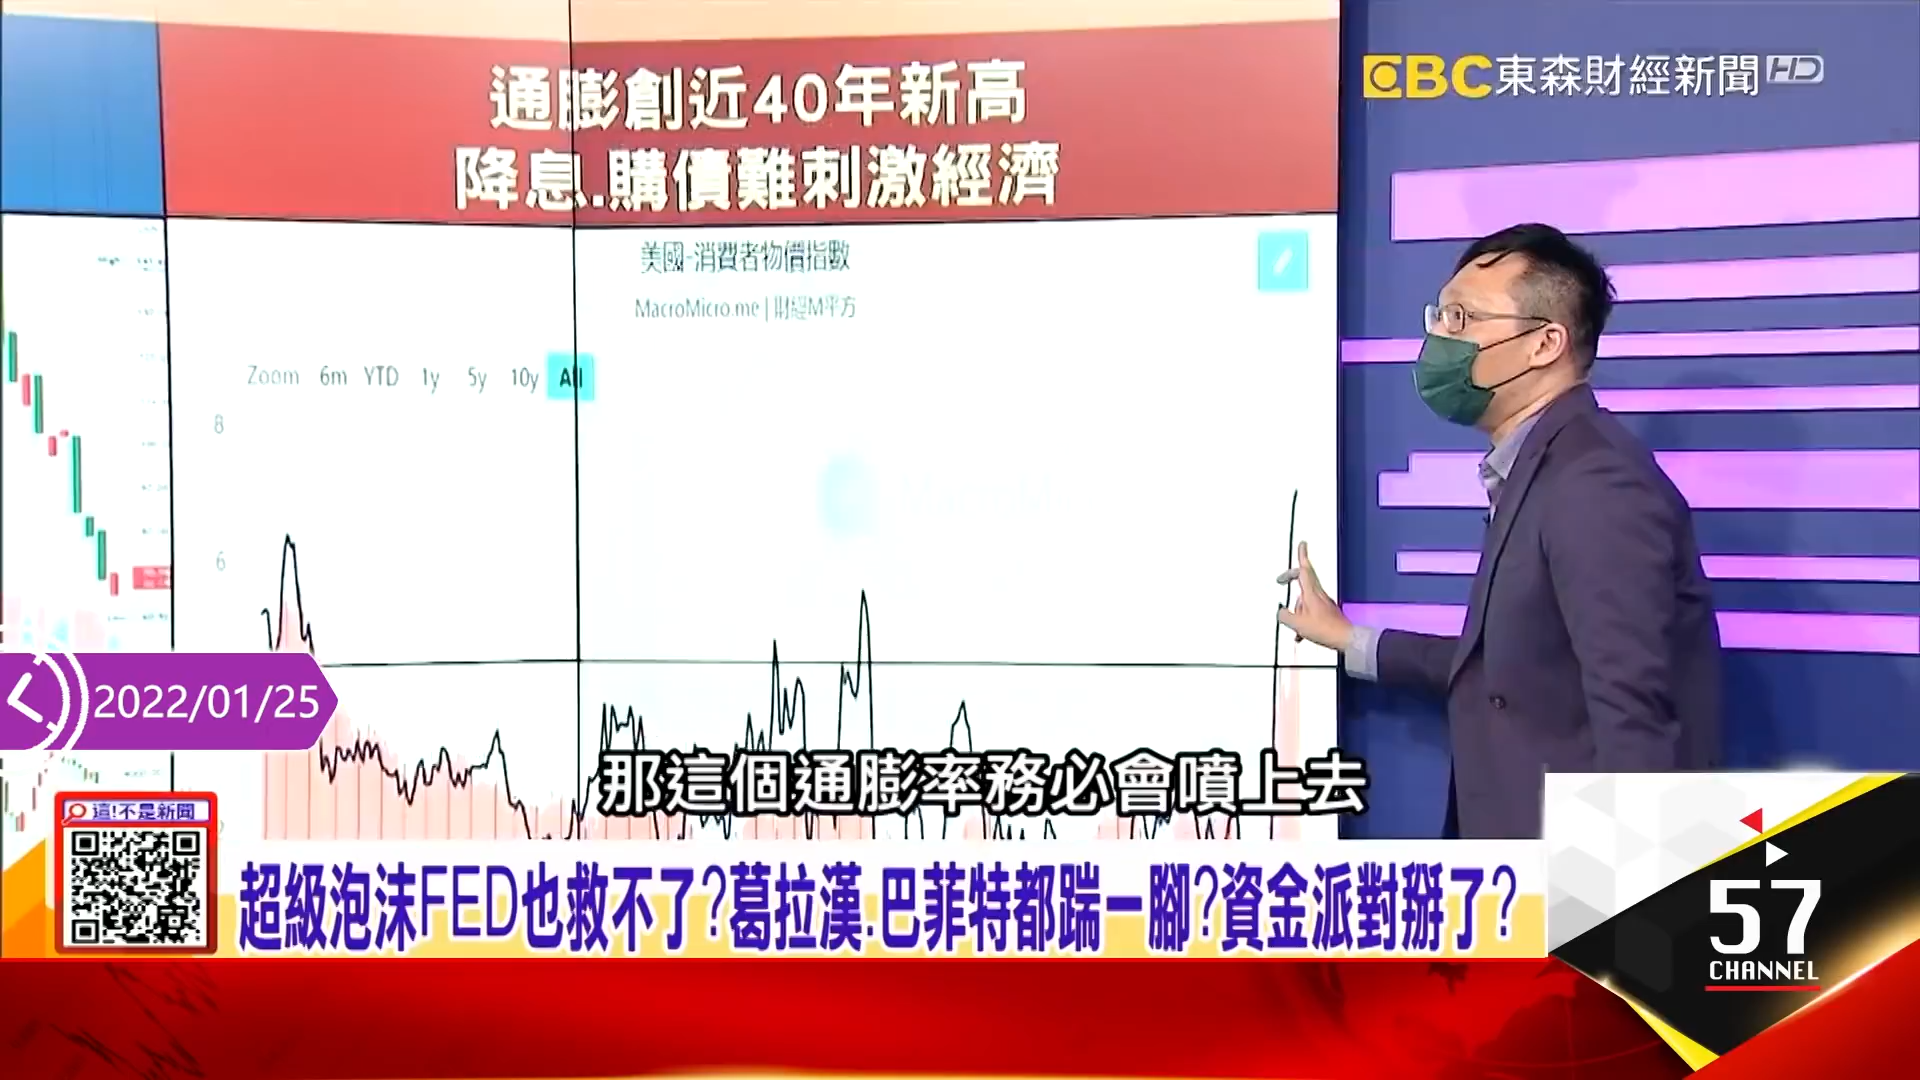 通膨創近40年新高
EBC 東森財經新聞 HD
降息.購債難刺激經濟
美國-消費者物價指數
MacroMicro.me | 財經M平方
Zoom 6m YTD 1y 5y 10y All
8
6
2022/01/25
那這個通膨率務必會噴上去
這!不是新聞
超級泡沫FED也救不了?葛拉漢.巴菲特都踹一腳?資金派對掰了?
57
CHANNEL